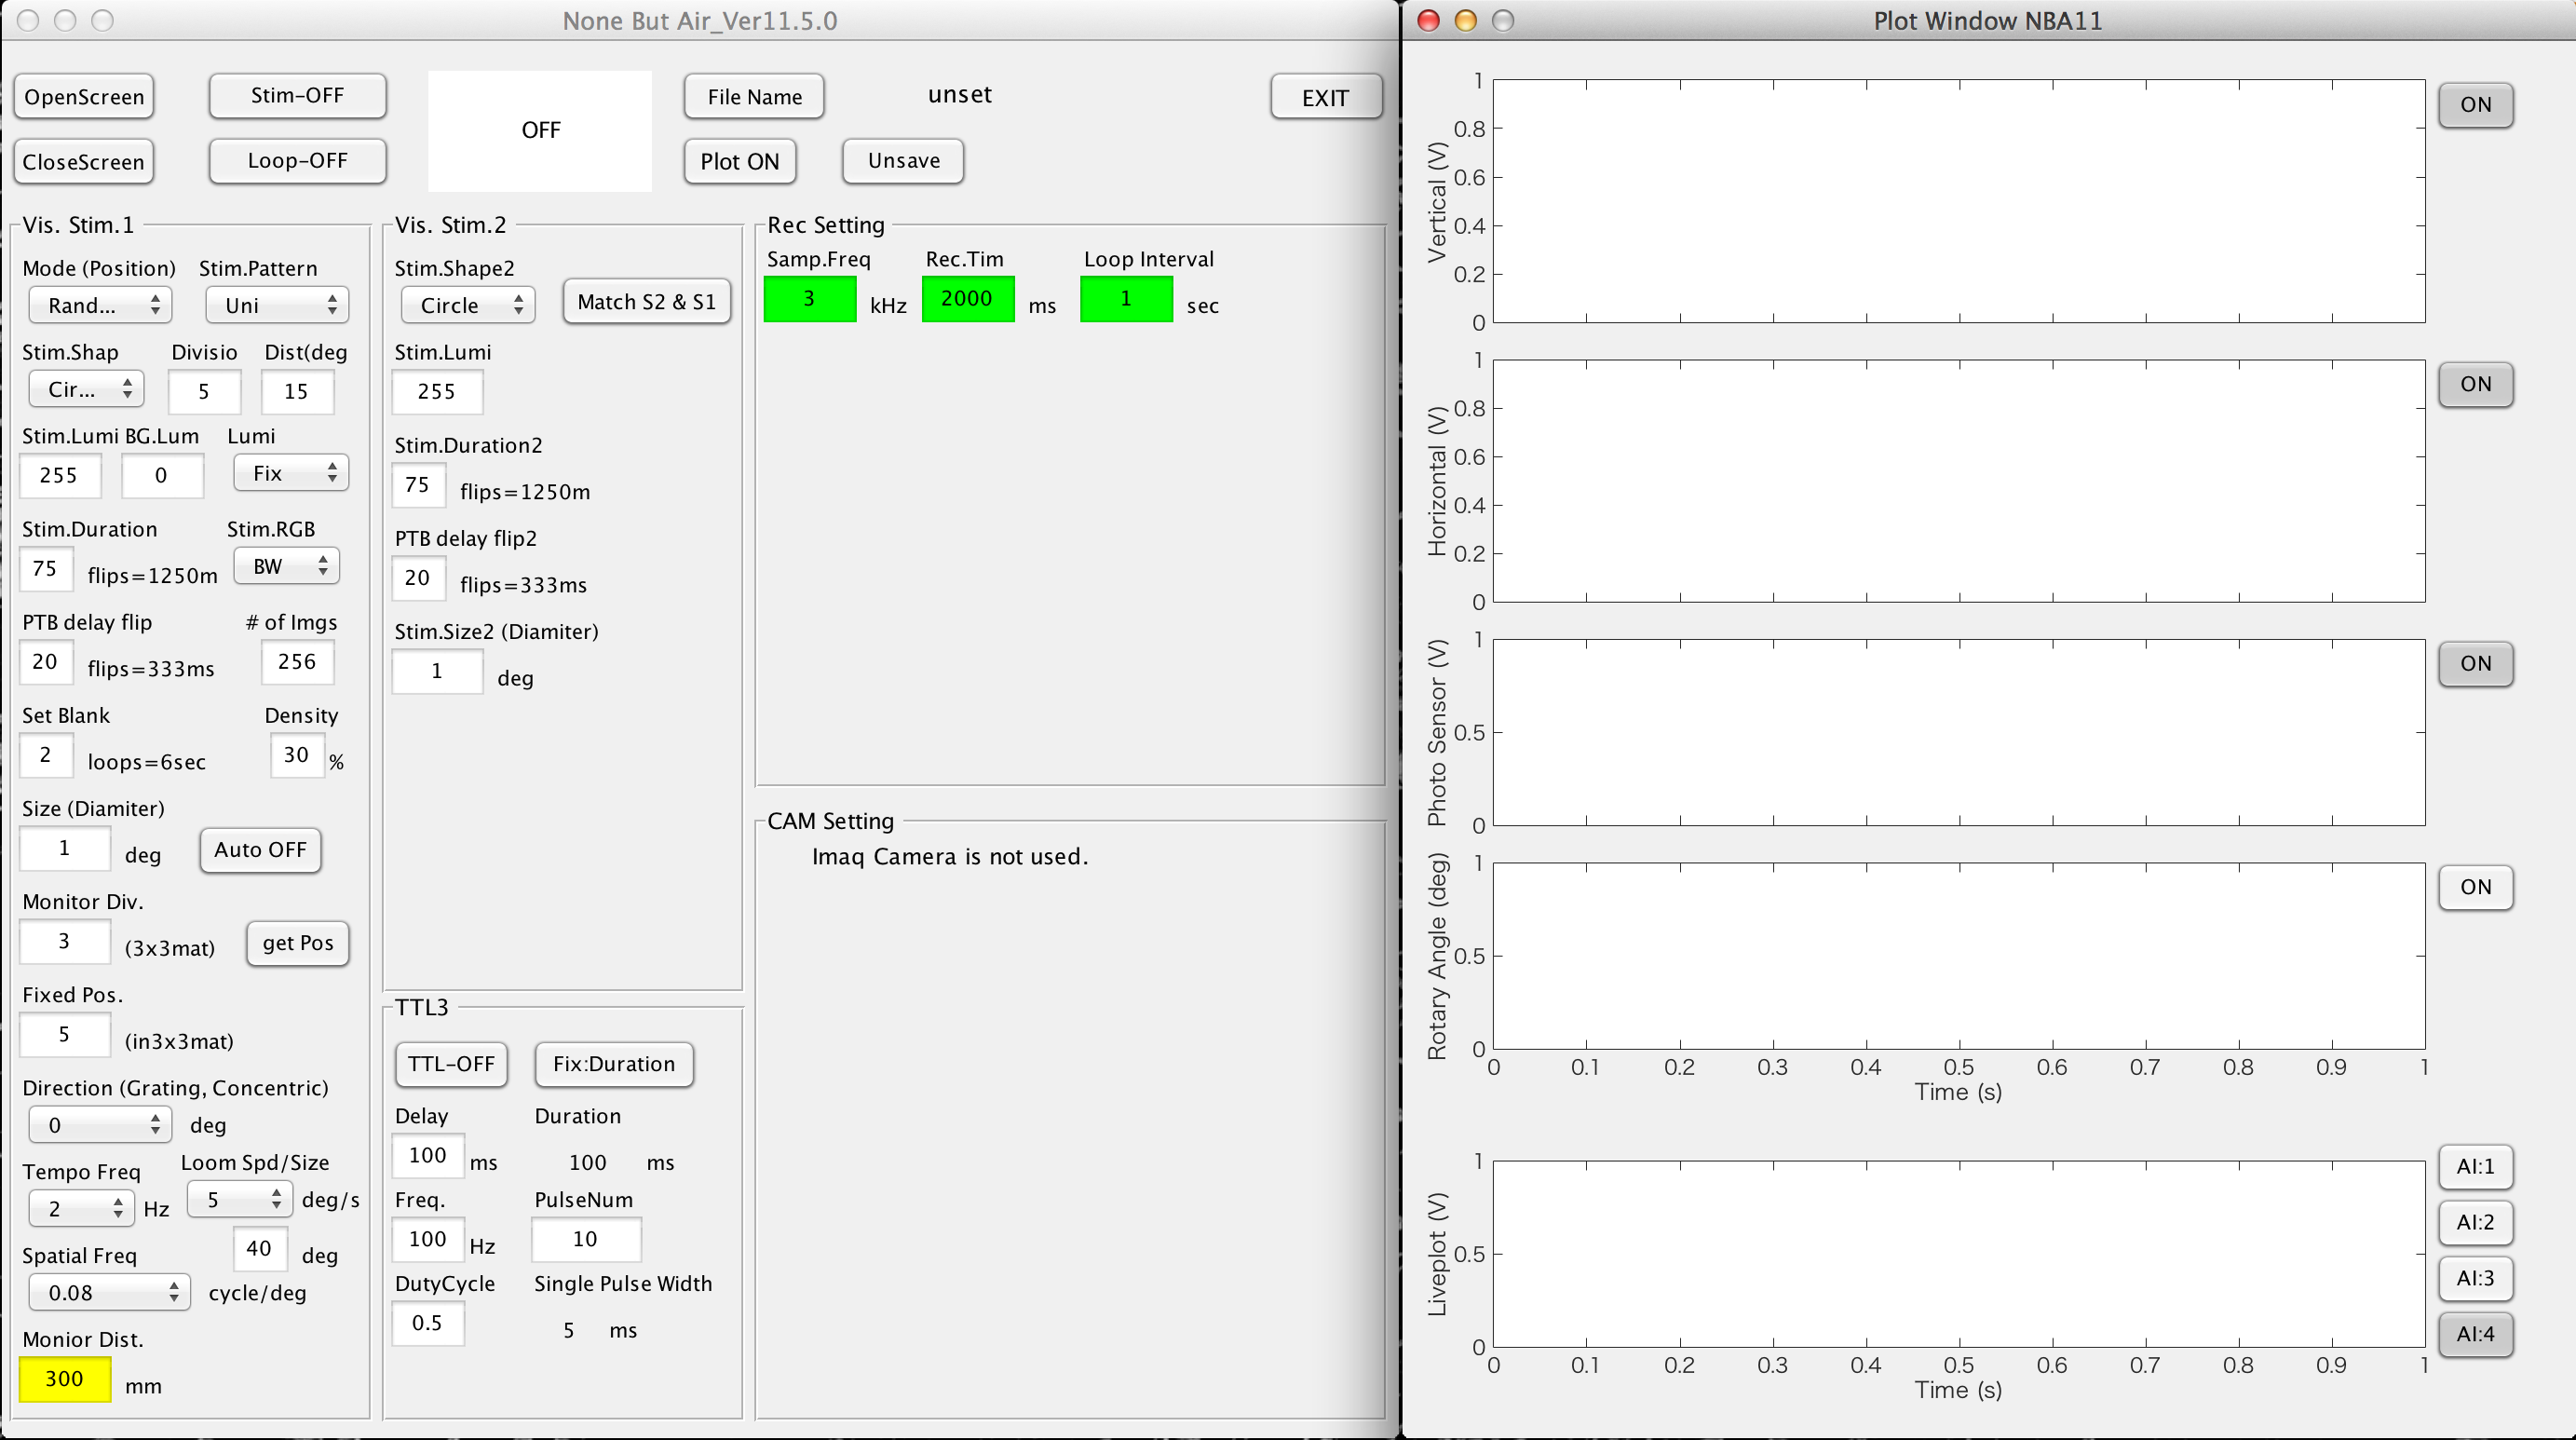 None But Air_Ver11.5.0
OpenScreen
Stim-OFF
OFF
File Name
unset
EXIT
CloseScreen
Loop-OFF
Plot ON
Unsave
Vis. Stim.1
Mode (Position)
Stim.Pattern
Rand...
Uni
Stim.Shap
Divisio
Dist(deg
Cir...
5
15
Stim.Lumi
BG.Lum
Lumi
255
0
Fix
Stim.Duration
Stim.RGB
75
flips=1250m
BW
PTB delay flip
# of Imgs
20
flips=333ms
256
Set Blank
Density
2
loops=6sec
30
%
Size (Diamiter)
1
deg
Auto OFF
Monitor Div.
3
(3x3mat)
get Pos
Fixed Pos.
5
(in3x3mat)
Direction (Grating, Concentric)
0
deg
Tempo Freq
Loom Spd/Size
2
Hz
5
deg/s
40
deg
Spatial Freq
0.08
cycle/deg
Monior Dist.
300
mm
Vis. Stim.2
Stim.Shape2
Circle
Match S2 & S1
Stim.Lumi
255
Stim.Duration2
75
flips=1250m
PTB delay flip2
20
flips=333ms
Stim.Size2 (Diamiter)
1
deg
TTL3
TTL-OFF
Fix:Duration
Delay
Duration
100
ms
100
ms
Freq.
PulseNum
100
Hz
10
DutyCycle
Single Pulse Width
0.5
5
ms
Rec Setting
Samp.Freq
Rec.Tim
Loop Interval
3
kHz
2000
ms
1
sec
CAM Setting
Imaq Camera is not used.
Plot Window NBA11
Vertical (V)
1
0.8
0.6
0.4
0.2
0
ON
Horizontal (V)
1
0.8
0.6
0.4
0.2
0
ON
Photo Sensor (V)
1
0.5
0
ON
Rotary Angle (deg)
1
0.5
0
ON
0 0.1 0.2 0.3 0.4 0.5 0.6 0.7 0.8 0.9 1
Time (s)
Liveplot (V)
1
0.5
0
AI:1
AI:2
AI:3
AI:4
0 0.1 0.2 0.3 0.4 0.5 0.6 0.7 0.8 0.9 1
Time (s)